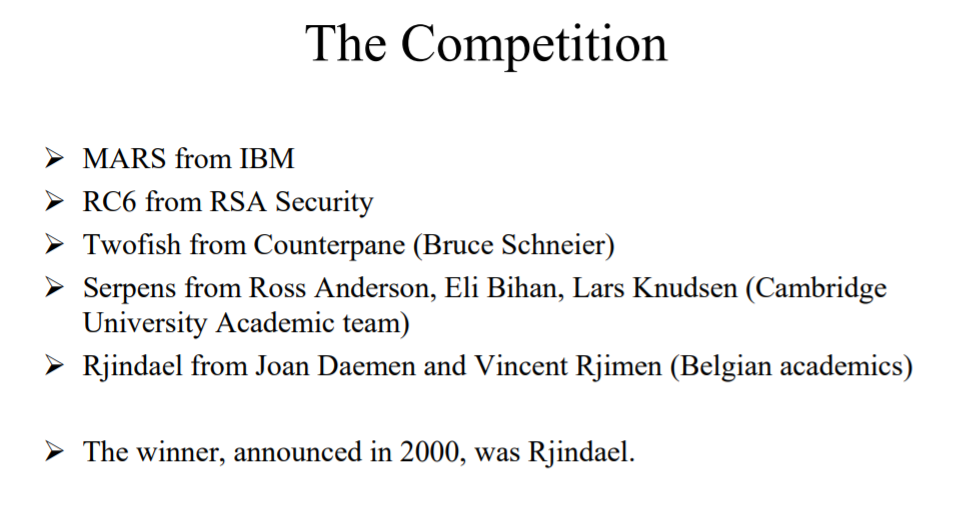 The Competition
➢ MARS from IBM
➢ RC6 from RSA Security
➢ Twofish from Counterpane (Bruce Schneier)
➢ Serpens from Ross Anderson, Eli Bihan, Lars Knudsen (Cambridge
University Academic team)
➢ Rjindael from Joan Daemen and Vincent Rjimen (Belgian academics)
➢ The winner, announced in 2000, was Rjindael.